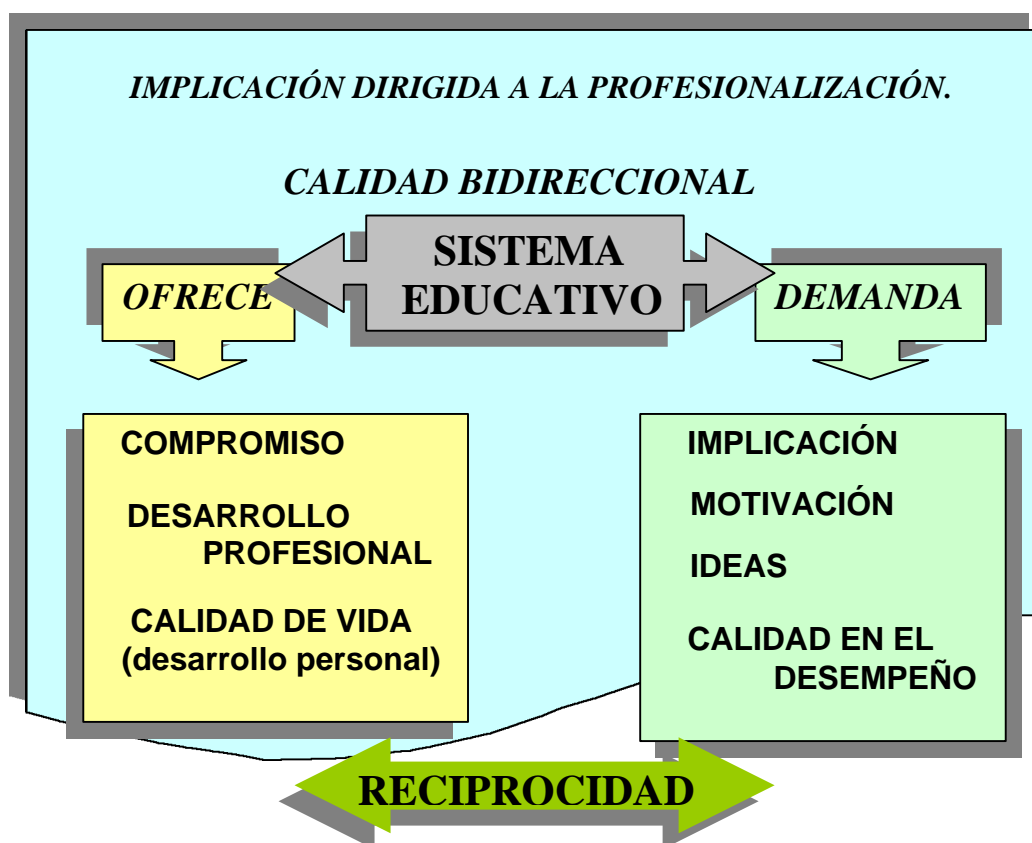 IMPLICACIÓN DIRIGIDA A LA PROFESIONALIZACIÓN.
CALIDAD BIDIRECCIONAL
SISTEMA
EDUCATIVO
OFRECE
DEMANDA
COMPROMISO
DESARROLLO
PROFESIONAL
CALIDAD DE VIDA
(desarrollo personal)
IMPLICACIÓN
MOTIVACIÓN
IDEAS
CALIDAD EN EL
DESEMPEÑO
RECIPROCIDAD